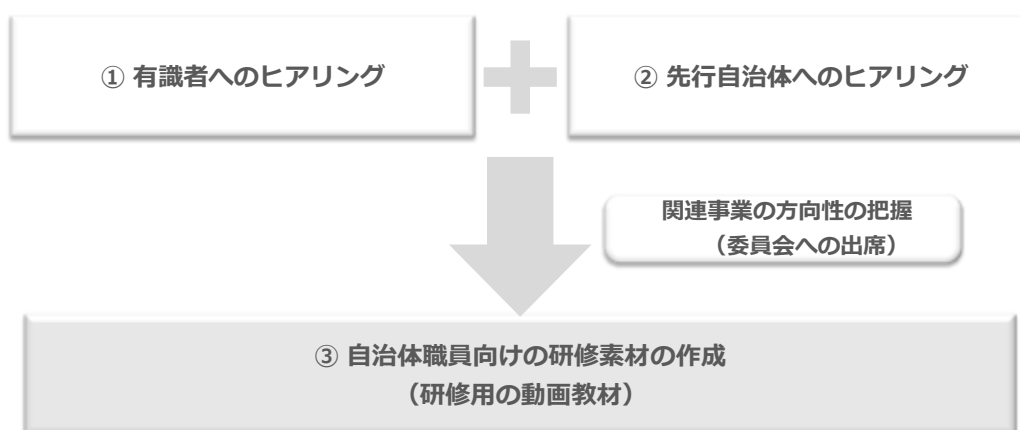 ① 有識者へのヒアリング
② 先行自治体へのヒアリング
関連事業の方向性の把握
（委員会への出席）
③ 自治体職員向けの研修素材の作成
（研修用の動画教材）